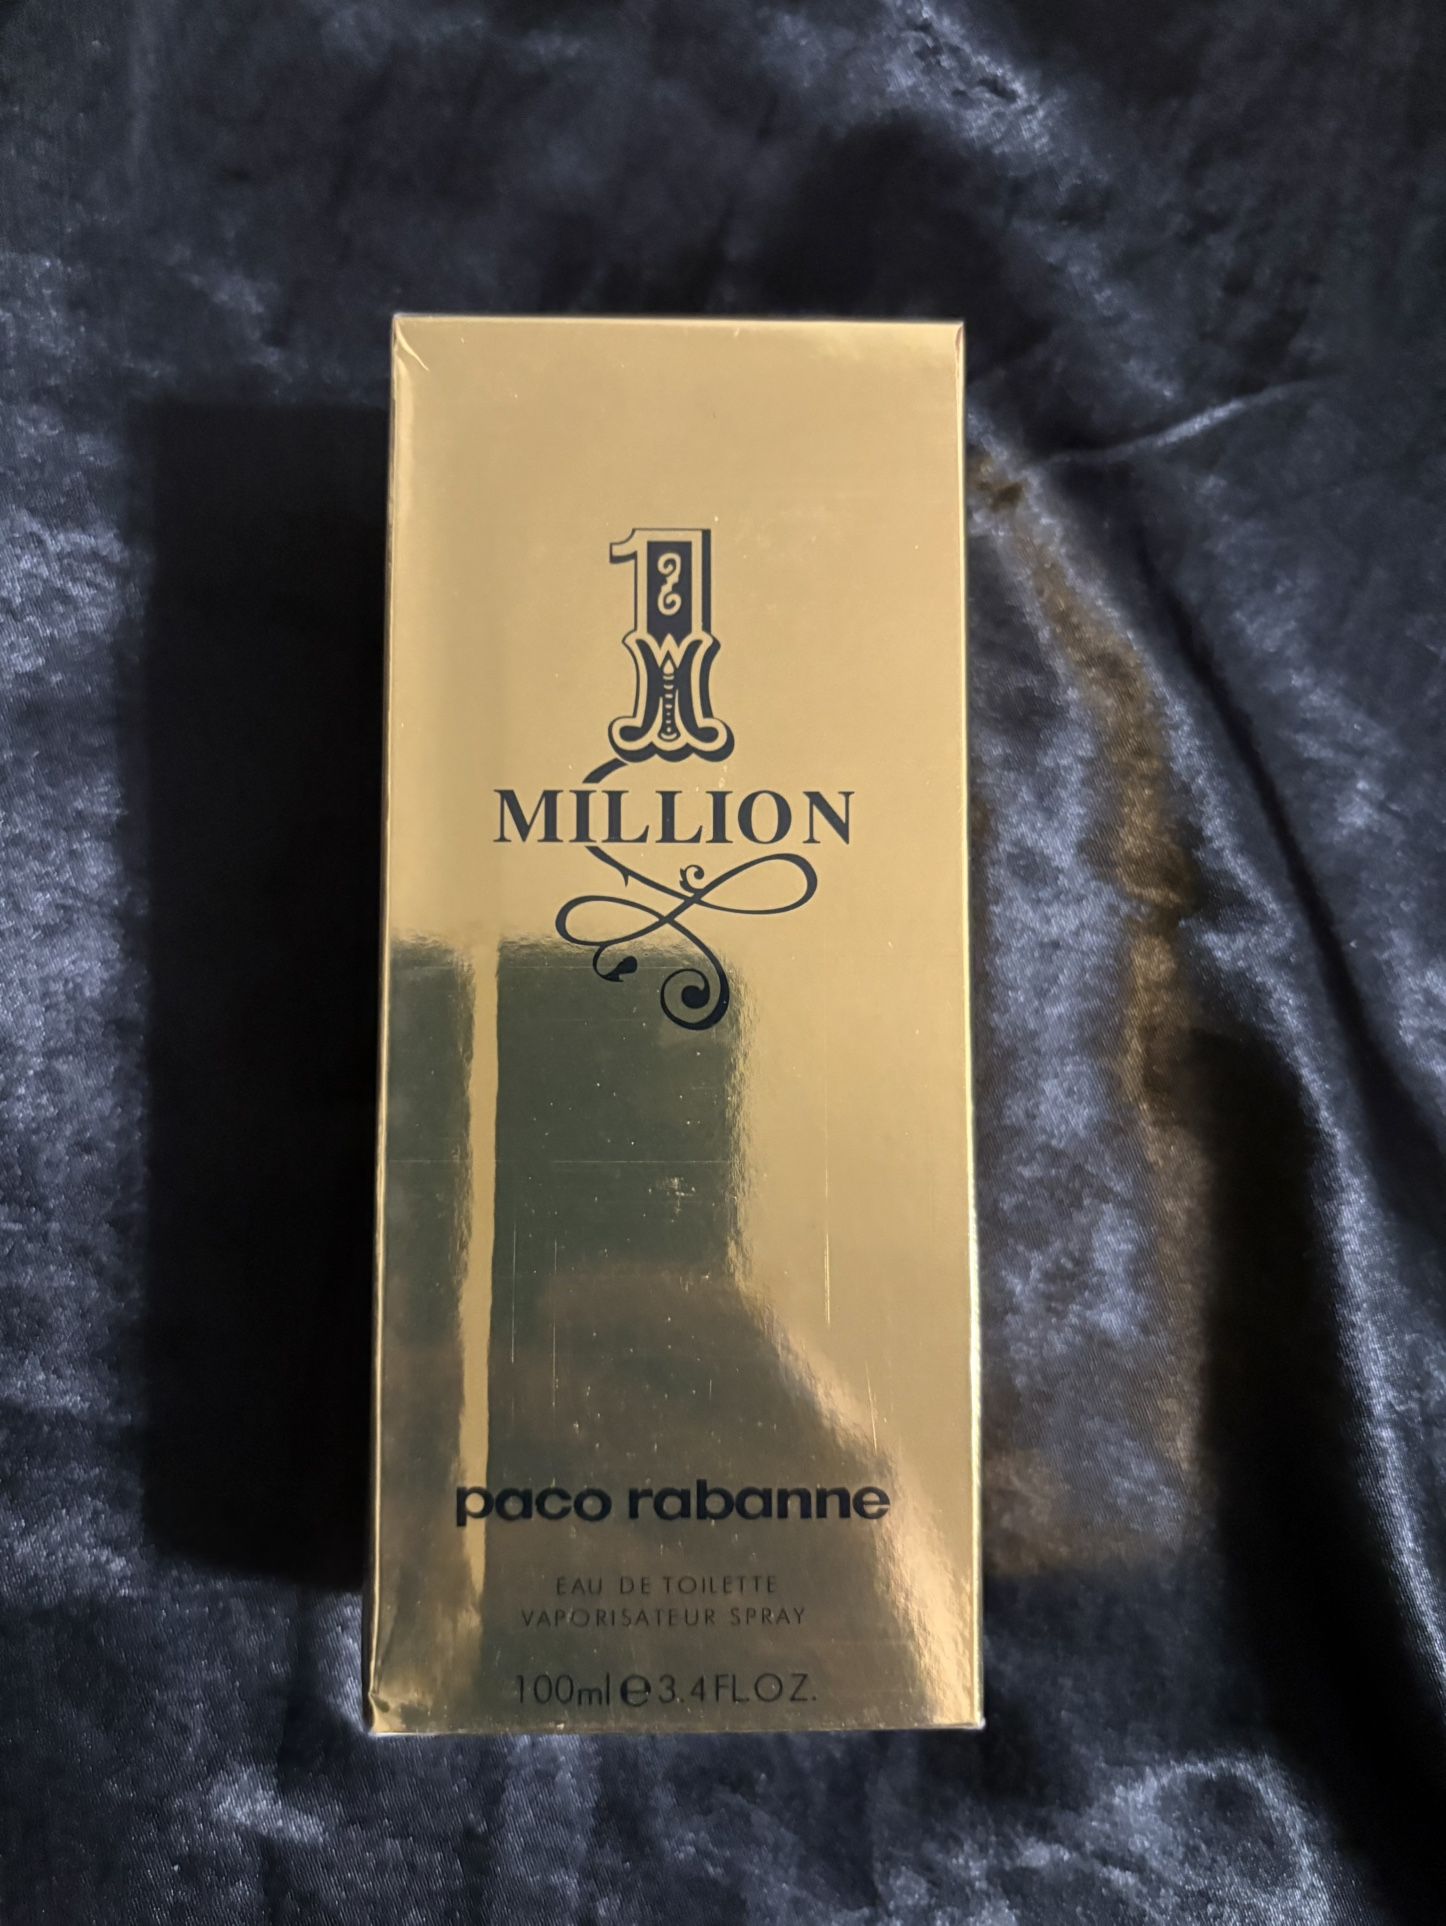 1
MILLION
paco rabanne
EAU DE TOILETTE
VAPORISATEUR SPRAY
100ml e 3.4FL.OZ.